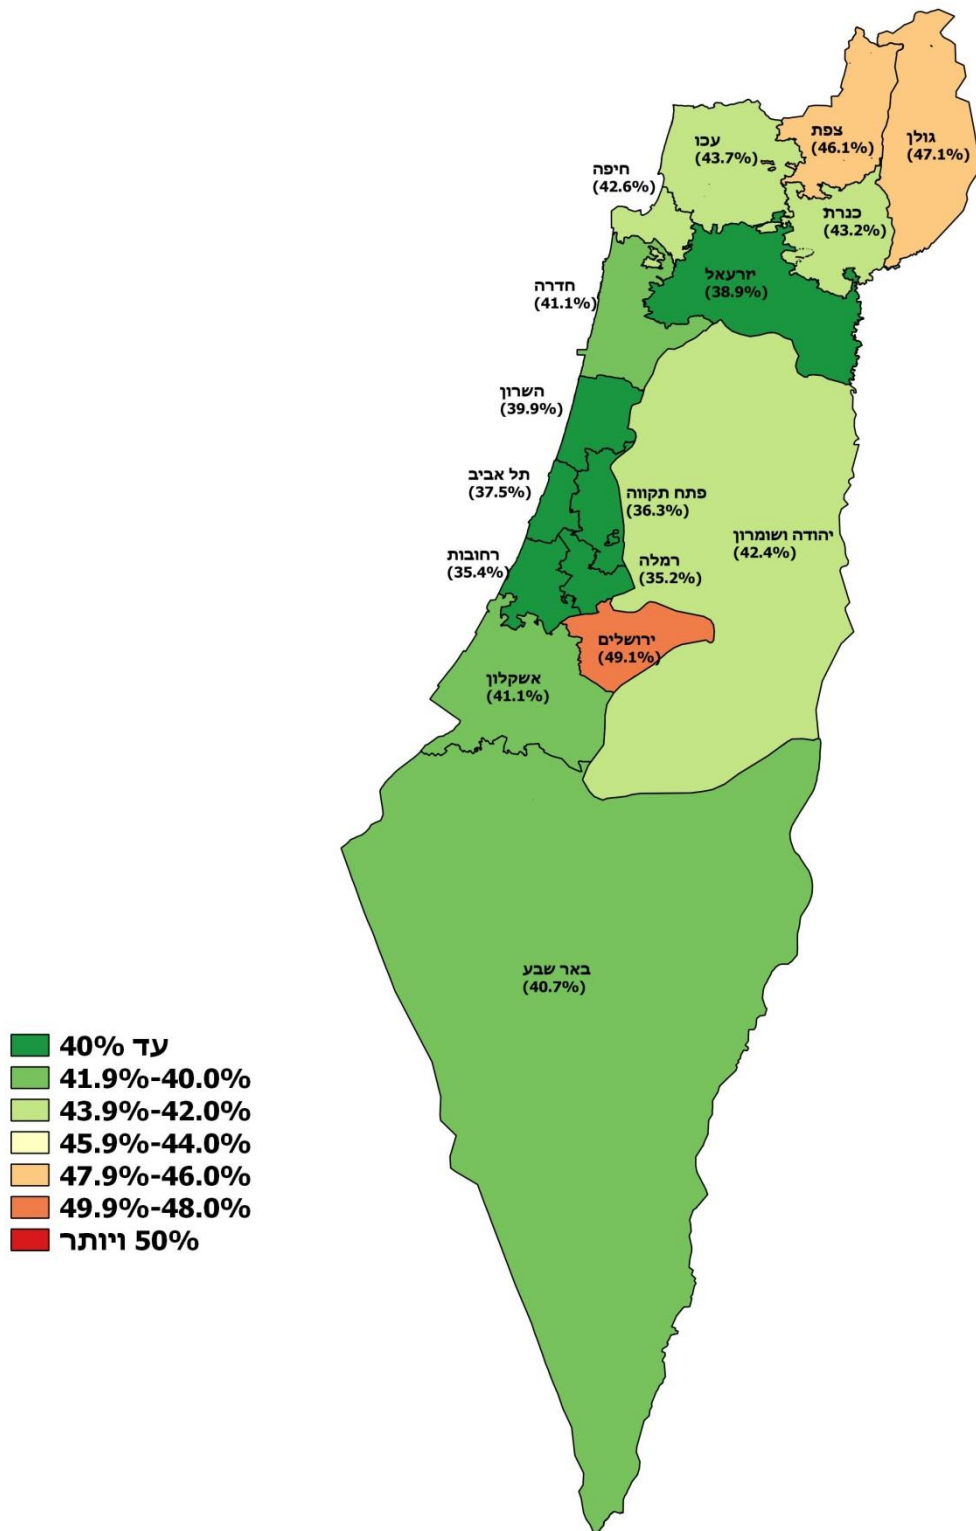 צפת
(46.1%)
גולן
(47.1%)
עכו
(43.7%)
חיפה
(42.6%)
כנרת
(43.2%)
יזרעאל
(38.9%)
חדרה
(41.1%)
השרון
(39.9%)
תל אביב
(37.5%)
פתח תקווה
(36.3%)
יהודה ושומרון
(42.4%)
רחובות
(35.4%)
רמלה
(35.2%)
ירושלים
(49.1%)
אשקלון
(41.1%)
באר שבע
(40.7%)
עד 40%
41.9%-40.0%
43.9%-42.0%
45.9%-44.0%
47.9%-46.0%
49.9%-48.0%
50% ויותר